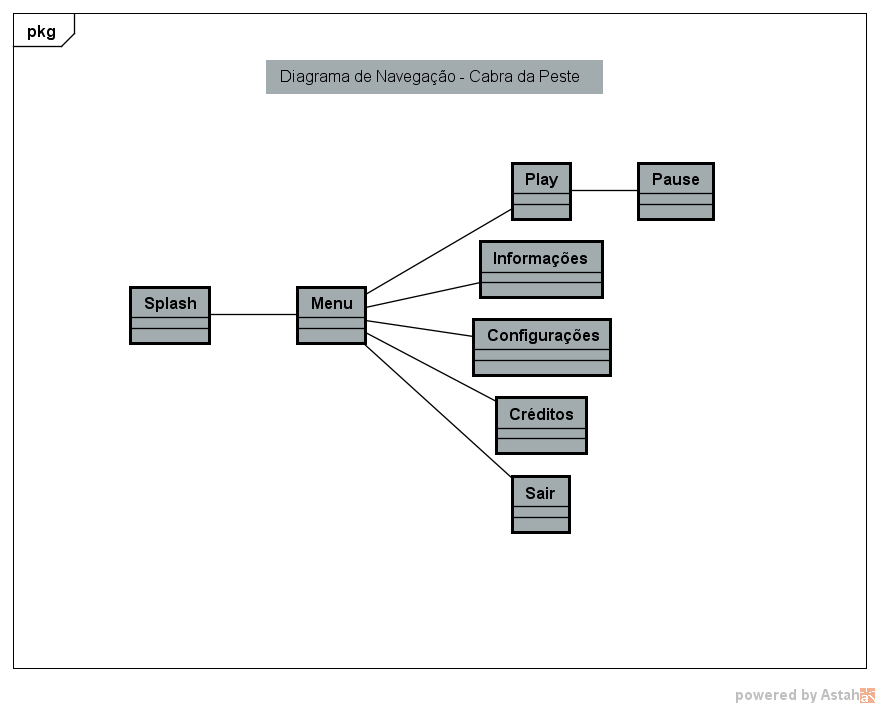 pkg
Diagrama de Navegação - Cabra da Peste
Play
Pause
Informações
Splash
Menu
Configurações
Créditos
Sair
powered by Astah